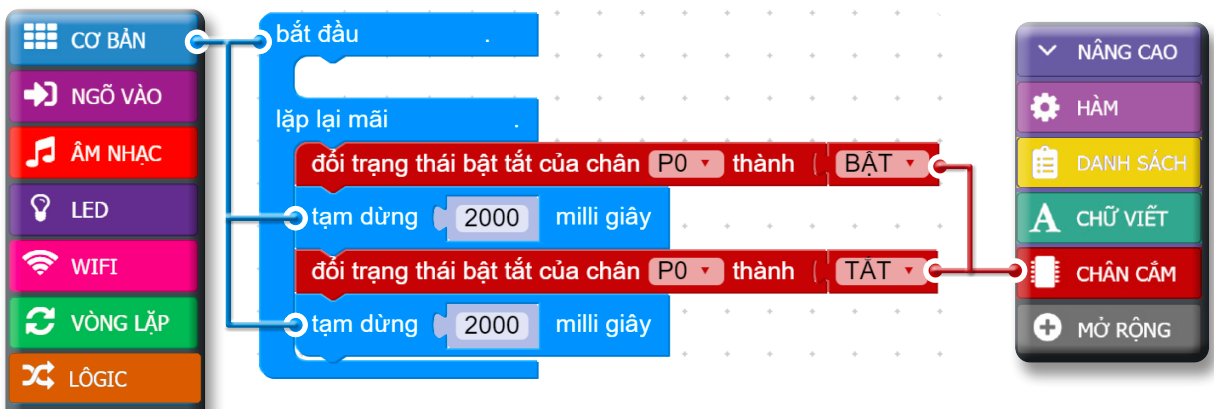 CƠ BẢN
NGÕ VÀO
ÂM NHẠC
LED
WIFI
VÒNG LẶP
LÔGIC
bắt đầu
lặp lại mãi
đổi trạng thái bật tắt của chân P0 thành BẬT
tạm dừng 2000 milli giây
đổi trạng thái bật tắt của chân P0 thành TẮT
tạm dừng 2000 milli giây
NÂNG CAO
HÀM
DANH SÁCH
CHỮ VIẾT
CHÂN CẮM
MỞ RỘNG